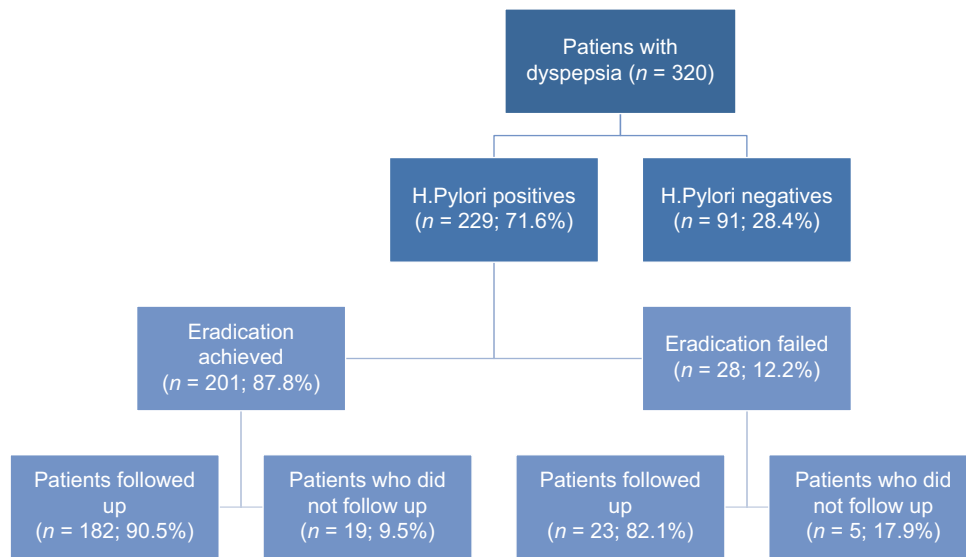 Patiens with
dyspepsia (n = 320)
H.Pylori positives
(n = 229; 71.6%)
H.Pylori negatives
(n = 91; 28.4%)
Eradication
achieved
(n = 201; 87.8%)
Eradication failed
(n = 28; 12.2%)
Patients followed
up
(n = 182; 90.5%)
Patients who did
not follow up
(n = 19; 9.5%)
Patients followed
up
(n = 23; 82.1%)
Patients who did
not follow up
(n = 5; 17.9%)